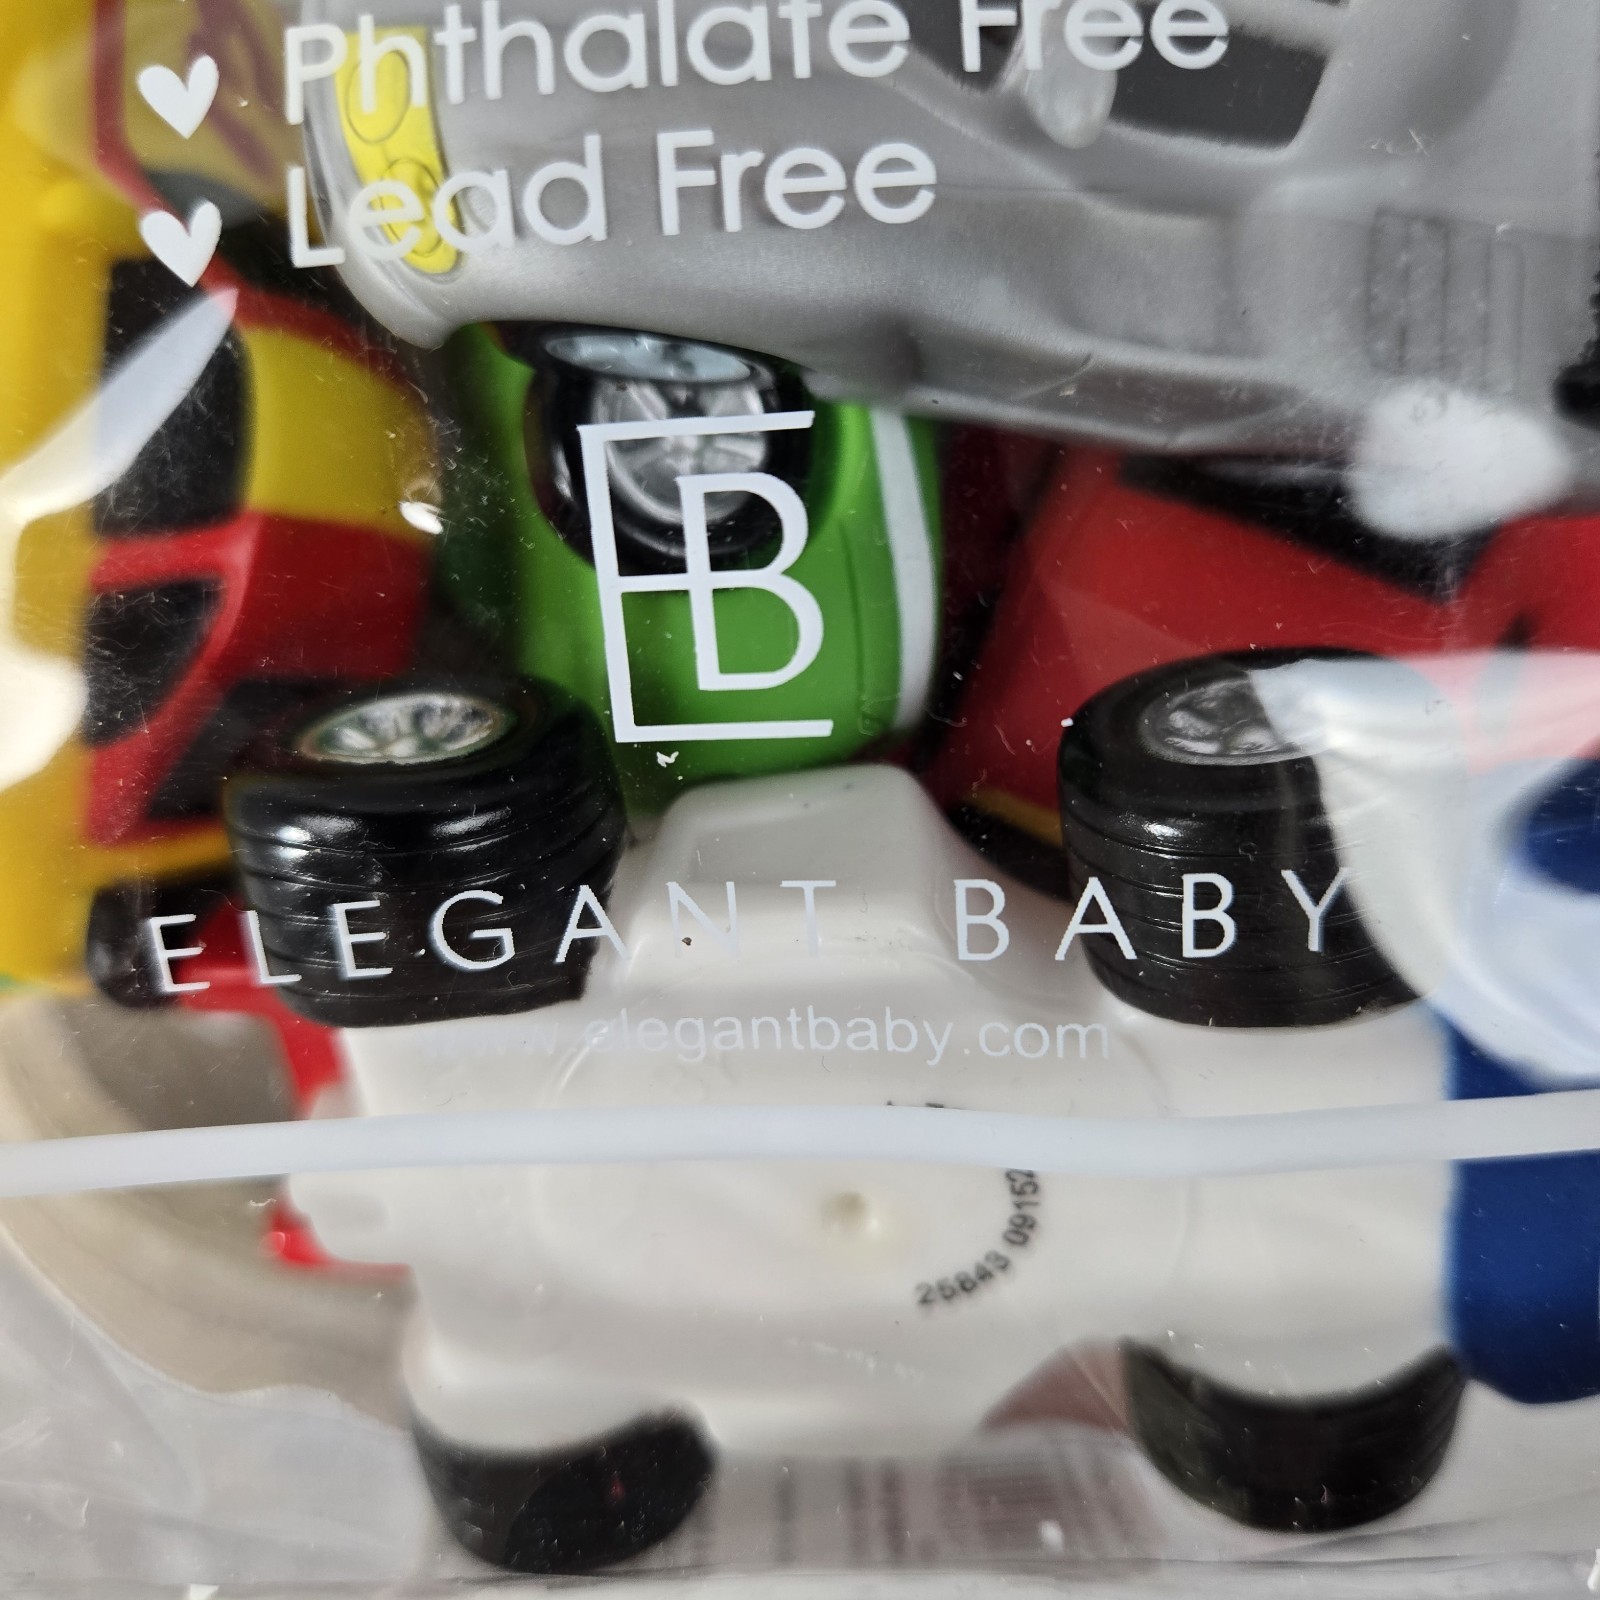 Phthalate Free
Lead Free
EB
ELEGANT BABY
www.elegantbaby.com
25843 09152